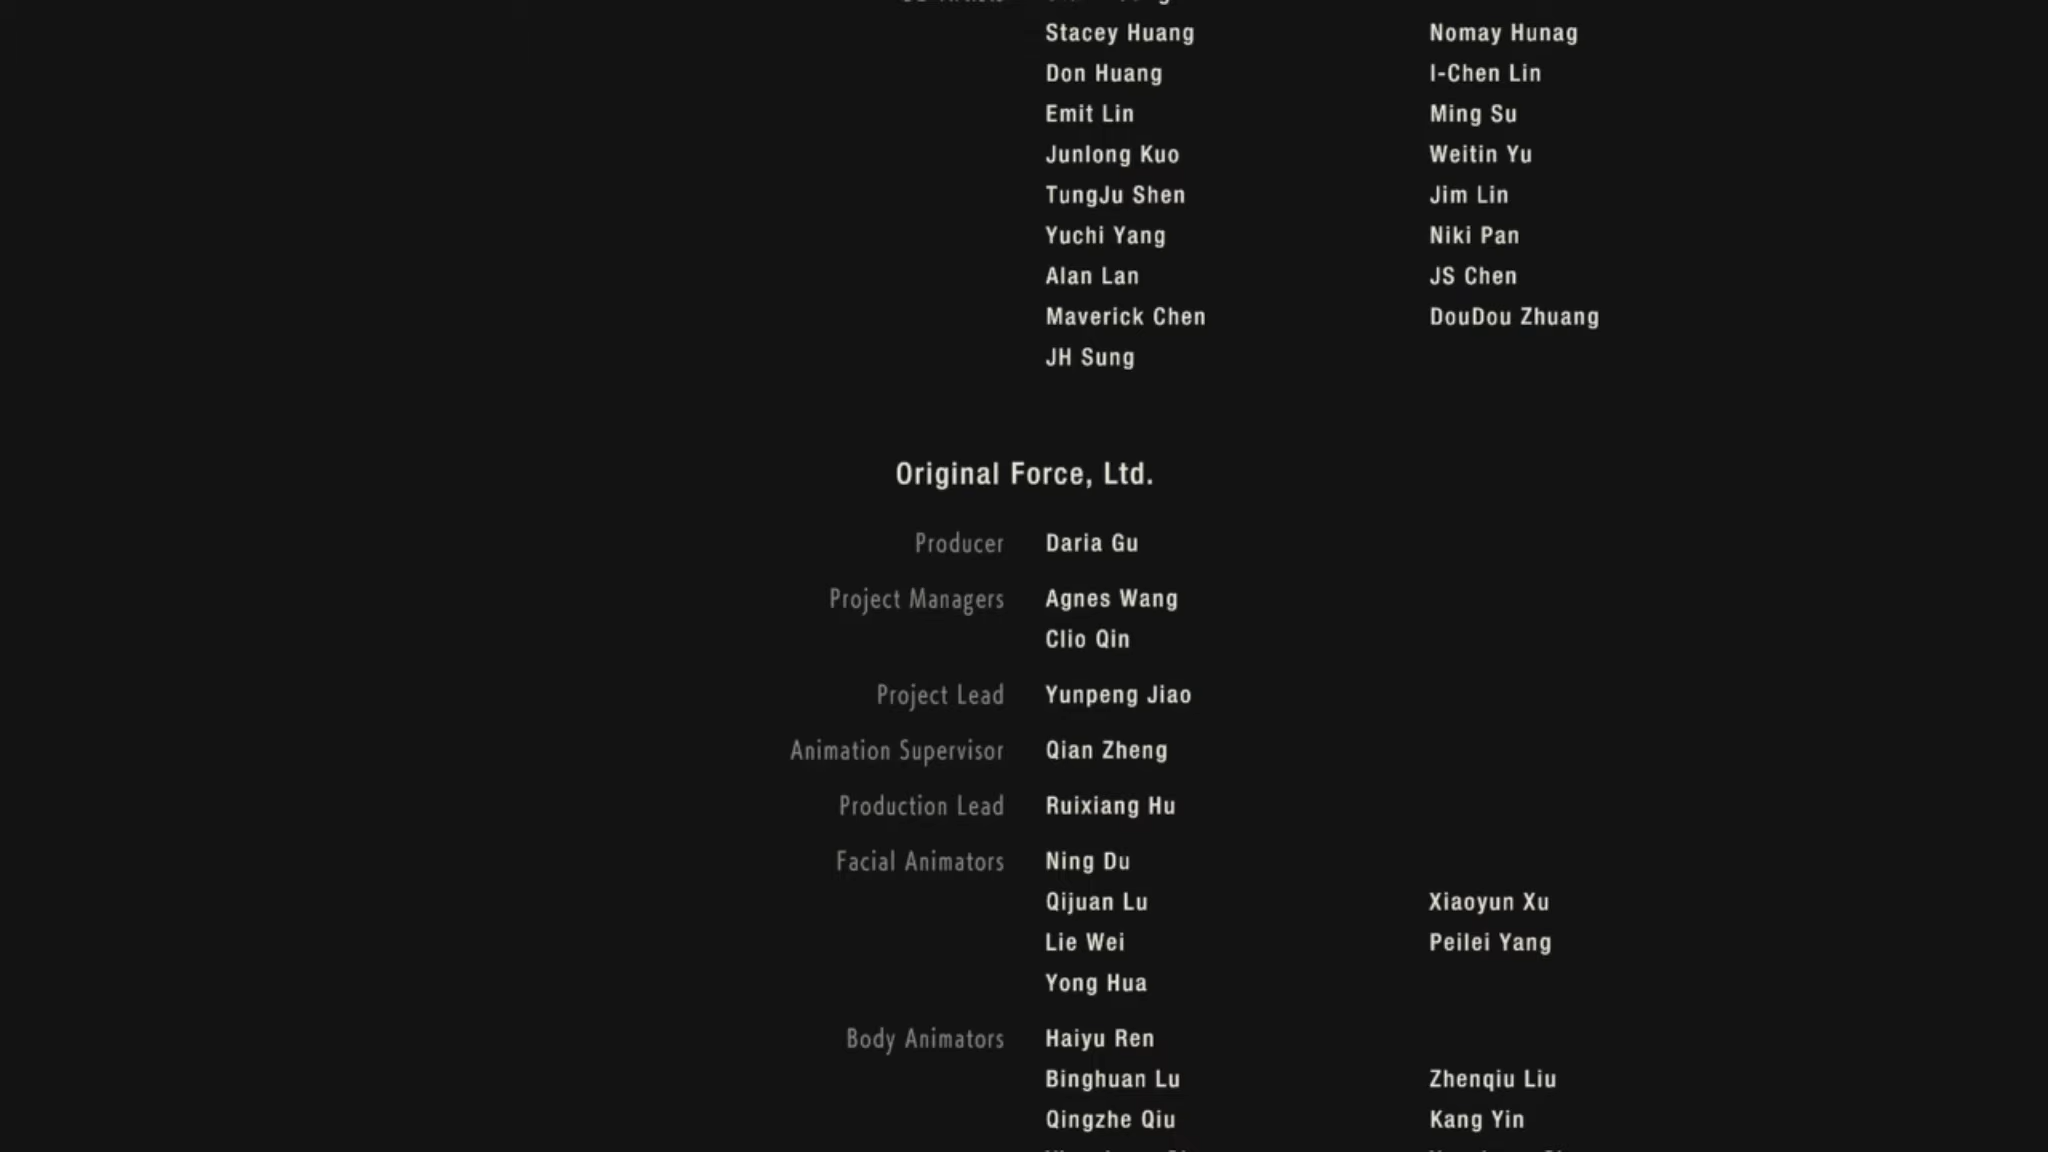 Stacey Huang Nomay Hunag
Don Huang I-Chen Lin
Emit Lin Ming Su
Junlong Kuo Weitin Yu
TungJu Shen Jim Lin
Yuchi Yang Niki Pan
Alan Lan JS Chen
Maverick Chen DouDou Zhuang
JH Sung
Original Force, Ltd.
Producer Daria Gu
Project Managers Agnes Wang
Clio Qin
Project Lead Yunpeng Jiao
Animation Supervisor Qian Zheng
Production Lead Ruixiang Hu
Facial Animators Ning Du
Qijuan Lu Xiaoyun Xu
Lie Wei Peilei Yang
Yong Hua
Body Animators Haiyu Ren
Binghuan Lu Zhenqiu Liu
Qingzhe Qiu Kang Yin